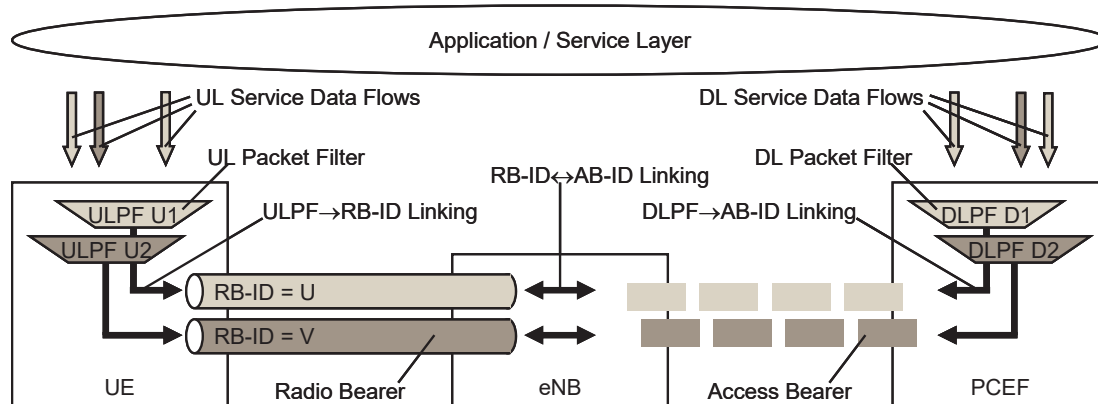 Application / Service Layer
UL Service Data Flows
DL Service Data Flows
UL Packet Filter
DL Packet Filter
RB-ID↔AB-ID Linking
ULPF U1
ULPF→RB-ID Linking
DLPF→AB-ID Linking
DLPF D1
ULPF U2
DLPF D2
RB-ID = U
RB-ID = V
UE
Radio Bearer
eNB
Access Bearer
PCEF